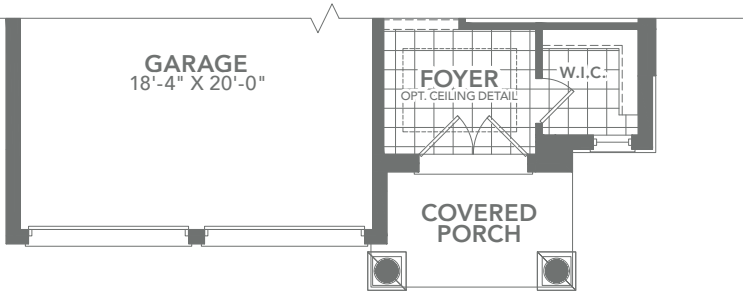 GARAGE
18'-4" X 20'-0"
FOYER
OPT. CEILING DETAIL
W.I.C.
COVERED
PORCH